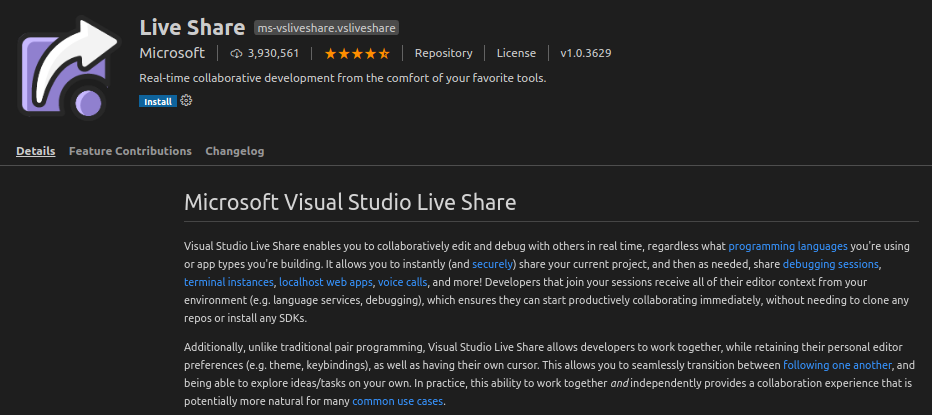 Live Share ms-vsliveshare.vsliveshare
Microsoft 3,930,561 Repository License v1.0.3629
Real-time collaborative development from the comfort of your favorite tools.
Install
Details Feature Contributions Changelog
Microsoft Visual Studio Live Share
Visual Studio Live Share enables you to collaboratively edit and debug with others in real time, regardless what programming languages you're using
or app types you're building. It allows you to instantly (and securely) share your current project, and then as needed, share debugging sessions,
terminal instances, localhost web apps, voice calls, and more! Developers that join your sessions receive all of their editor context from your
environment (e.g. language services, debugging), which ensures they can start productively collaborating immediately, without needing to clone any
repos or install any SDKs.
Additionally, unlike traditional pair programming, Visual Studio Live Share allows developers to work together, while retaining their personal editor
preferences (e.g. theme, keybindings), as well as having their own cursor. This allows you to seamlessly transition between following one another, and
being able to explore ideas/tasks on your own. In practice, this ability to work together and independently provides a collaboration experience that is
potentially more natural for many common use cases.